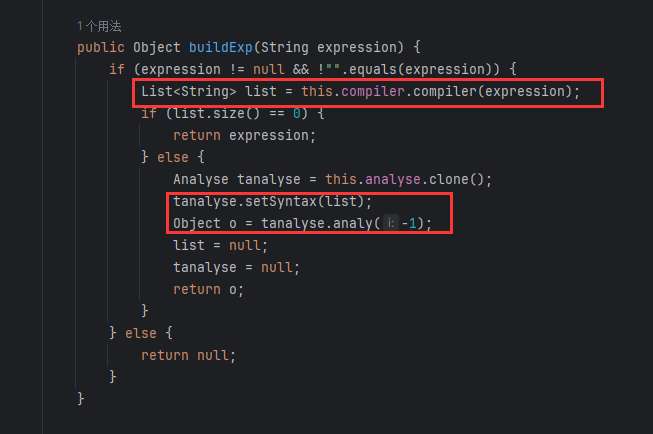 1 个用法
public Object buildExp(String expression) {
if (expression != null && !"".equals(expression)) {
List<String> list = this.compiler.compiler(expression);
if (list.size() == 0) {
return expression;
} else {
Analyse tanalyse = this.analyse.clone();
tanalyse.setSyntax(list);
Object o = tanalyse.analy( i: -1);
list = null;
tanalyse = null;
return o;
}
} else {
return null;
}
}